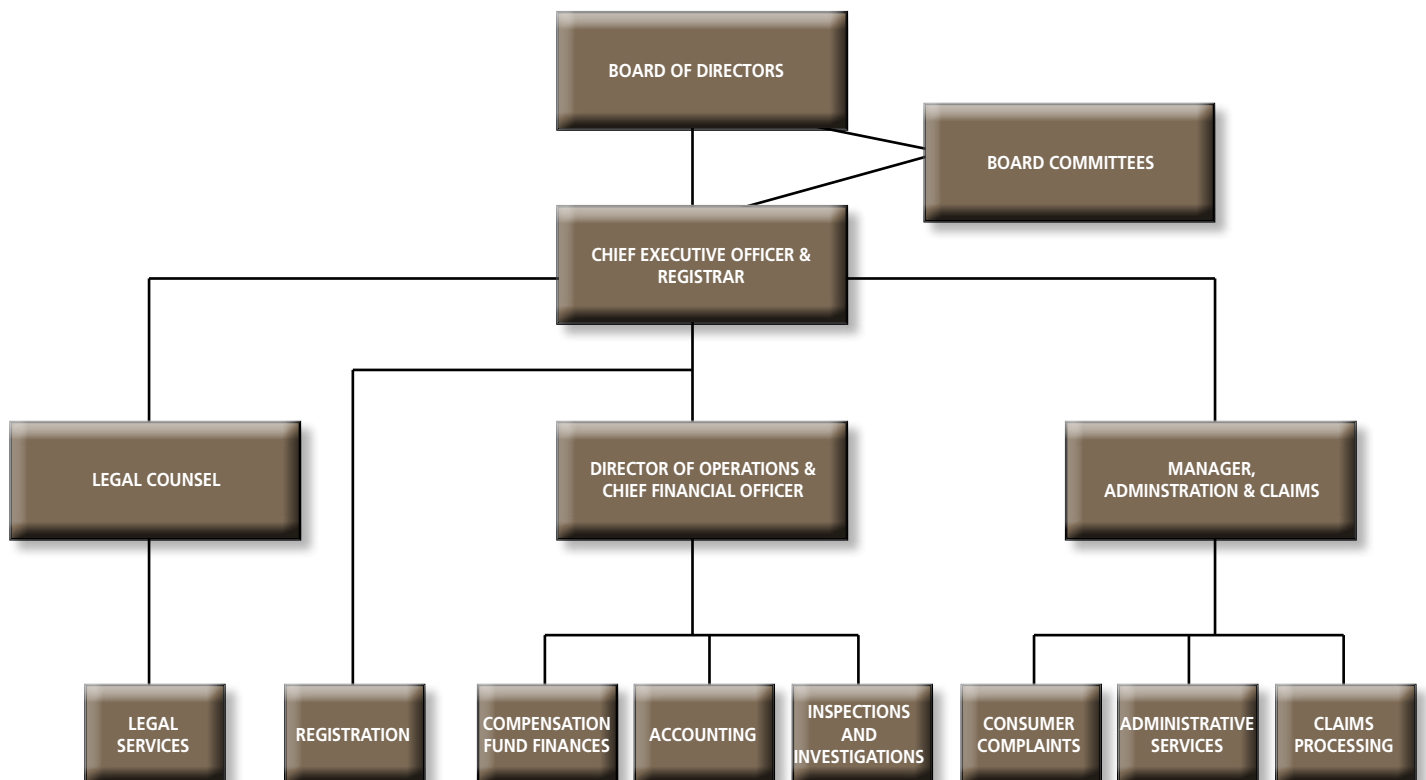 BOARD OF DIRECTORS
BOARD COMMITTEES
CHIEF EXECUTIVE OFFICER &
REGISTRAR
LEGAL COUNSEL
DIRECTOR OF OPERATIONS &
CHIEF FINANCIAL OFFICER
MANAGER,
ADMINSTRATION & CLAIMS
LEGAL
SERVICES
REGISTRATION
COMPENSATION
FUND FINANCES
ACCOUNTING
INSPECTIONS
AND
INVESTIGATIONS
CONSUMER
COMPLAINTS
ADMINISTRATIVE
SERVICES
CLAIMS
PROCESSING